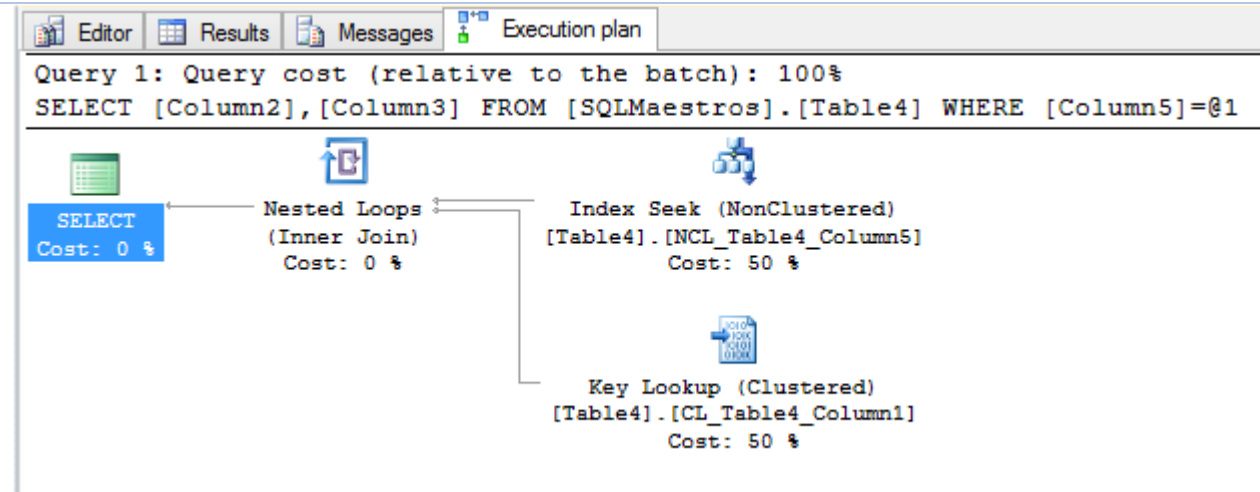 Editor Results Messages Execution plan
Query 1: Query cost (relative to the batch): 100%
SELECT [Column2],[Column3] FROM [SQLMaestros].[Table4] WHERE [Column5]=@1
SELECT
Cost: 0 %
Nested Loops
(Inner Join)
Cost: 0 %
Index Seek (NonClustered)
[Table4].[NCL_Table4_Column5]
Cost: 50 %
Key Lookup (Clustered)
[Table4].[CL_Table4_Column1]
Cost: 50 %